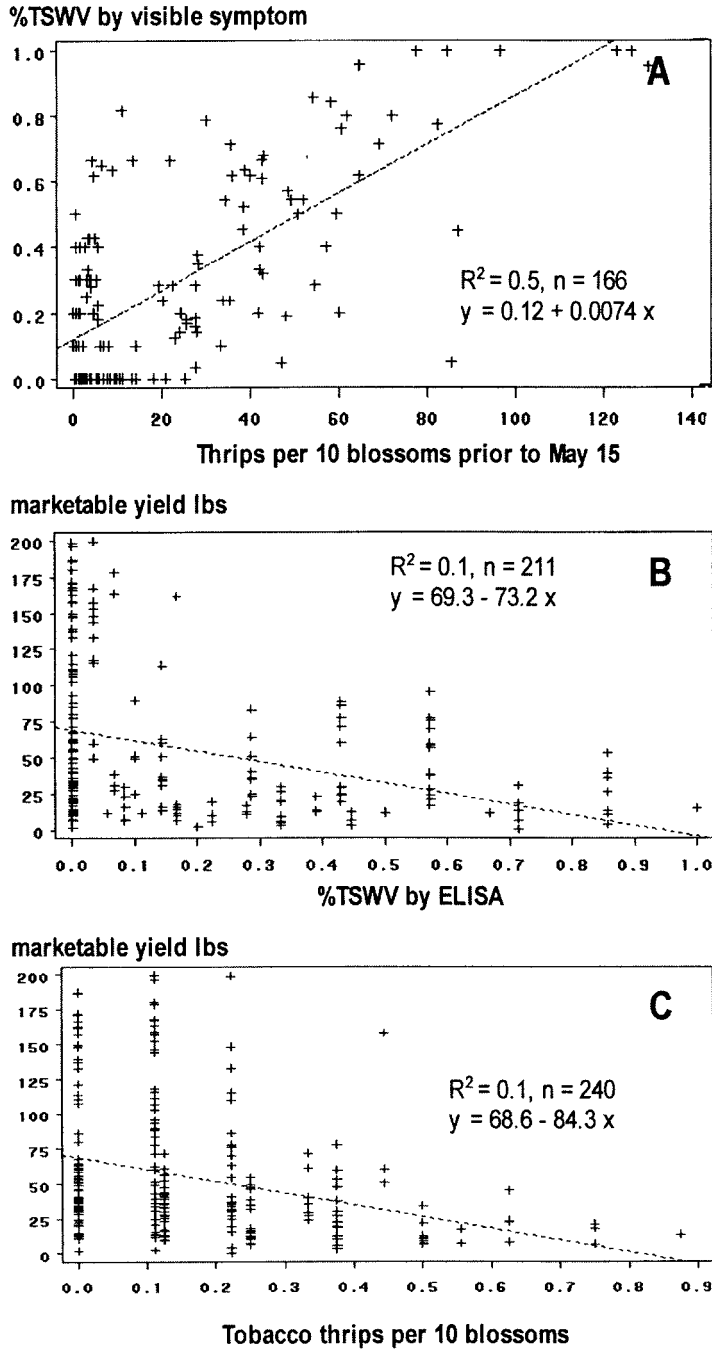 %TSWV by visible symptom
A
1.0
0.8
0.6
0.4
0.2
0.0
R² = 0.5, n = 166
y = 0.12 + 0.0074 x
0 20 40 60 80 100 120 140
Thrips per 10 blossoms prior to May 15
marketable yield lbs
B
200
175
150
125
100
75
50
25
0
R² = 0.1, n = 211
y = 69.3 - 73.2 x
0.0 0.1 0.2 0.3 0.4 0.5 0.6 0.7 0.8 0.9 1.0
%TSWV by ELISA
marketable yield lbs
C
200
175
150
125
100
75
50
25
0
R² = 0.1, n = 240
y = 68.6 - 84.3 x
0.0 0.1 0.2 0.3 0.4 0.5 0.6 0.7 0.8 0.9
Tobacco thrips per 10 blossoms